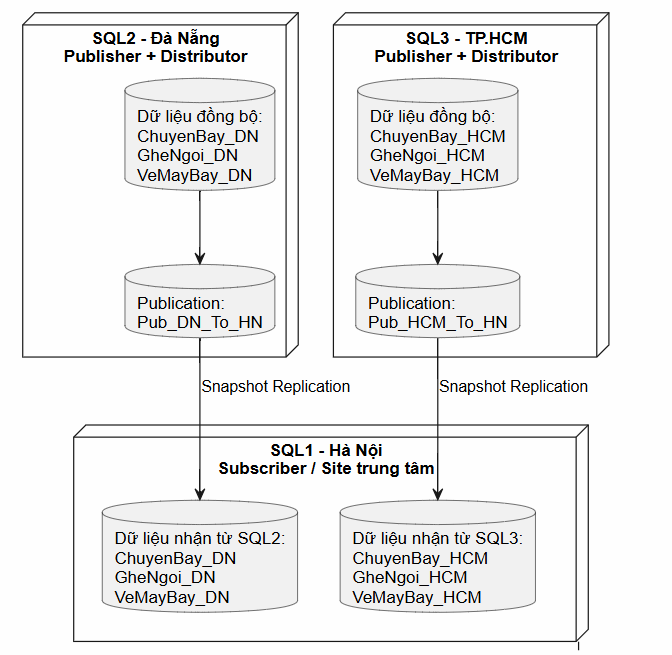 SQL2 - Đà Nẵng
Publisher + Distributor
Dữ liệu đồng bộ:
ChuyenBay_DN
GheNgoi_DN
VeMayBay_DN
Publication:
Pub_DN_To_HN
SQL3 - TP.HCM
Publisher + Distributor
Dữ liệu đồng bộ:
ChuyenBay_HCM
GheNgoi_HCM
VeMayBay_HCM
Publication:
Pub_HCM_To_HN
Snapshot Replication
Snapshot Replication
SQL1 - Hà Nội
Subscriber / Site trung tâm
Dữ liệu nhận từ SQL2:
ChuyenBay_DN
GheNgoi_DN
VeMayBay_DN
Dữ liệu nhận từ SQL3:
ChuyenBay_HCM
GheNgoi_HCM
VeMayBay_HCM